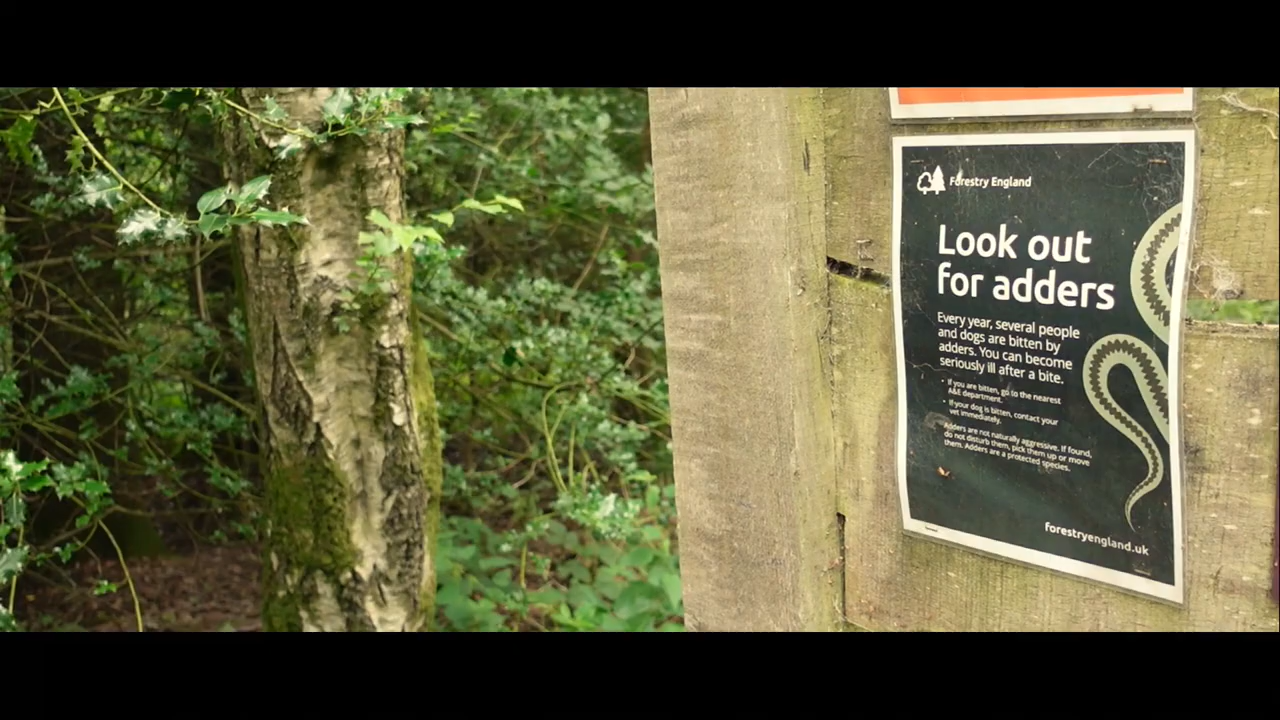 Forestry England
Look out
for adders
Every year, several people
and dogs are bitten by
adders. You can become
seriously ill after a bite.
• If you are bitten, go to the nearest
A&E department.
• If your dog is bitten, contact your
vet immediately.
Adders are not naturally aggressive. If found,
do not disturb them, pick them up or move
them. Adders are a protected species.
forestryengland.uk